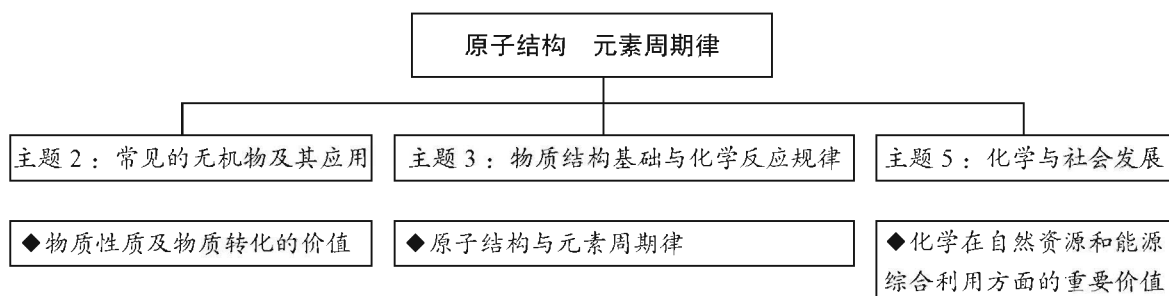 原子结构　元素周期律
主题 2：常见的无机物及其应用
主题 3：物质结构基础与化学反应规律
主题 5：化学与社会发展
◆物质性质及物质转化的价值
◆原子结构与元素周期律
◆化学在自然资源和能源
综合利用方面的重要价值